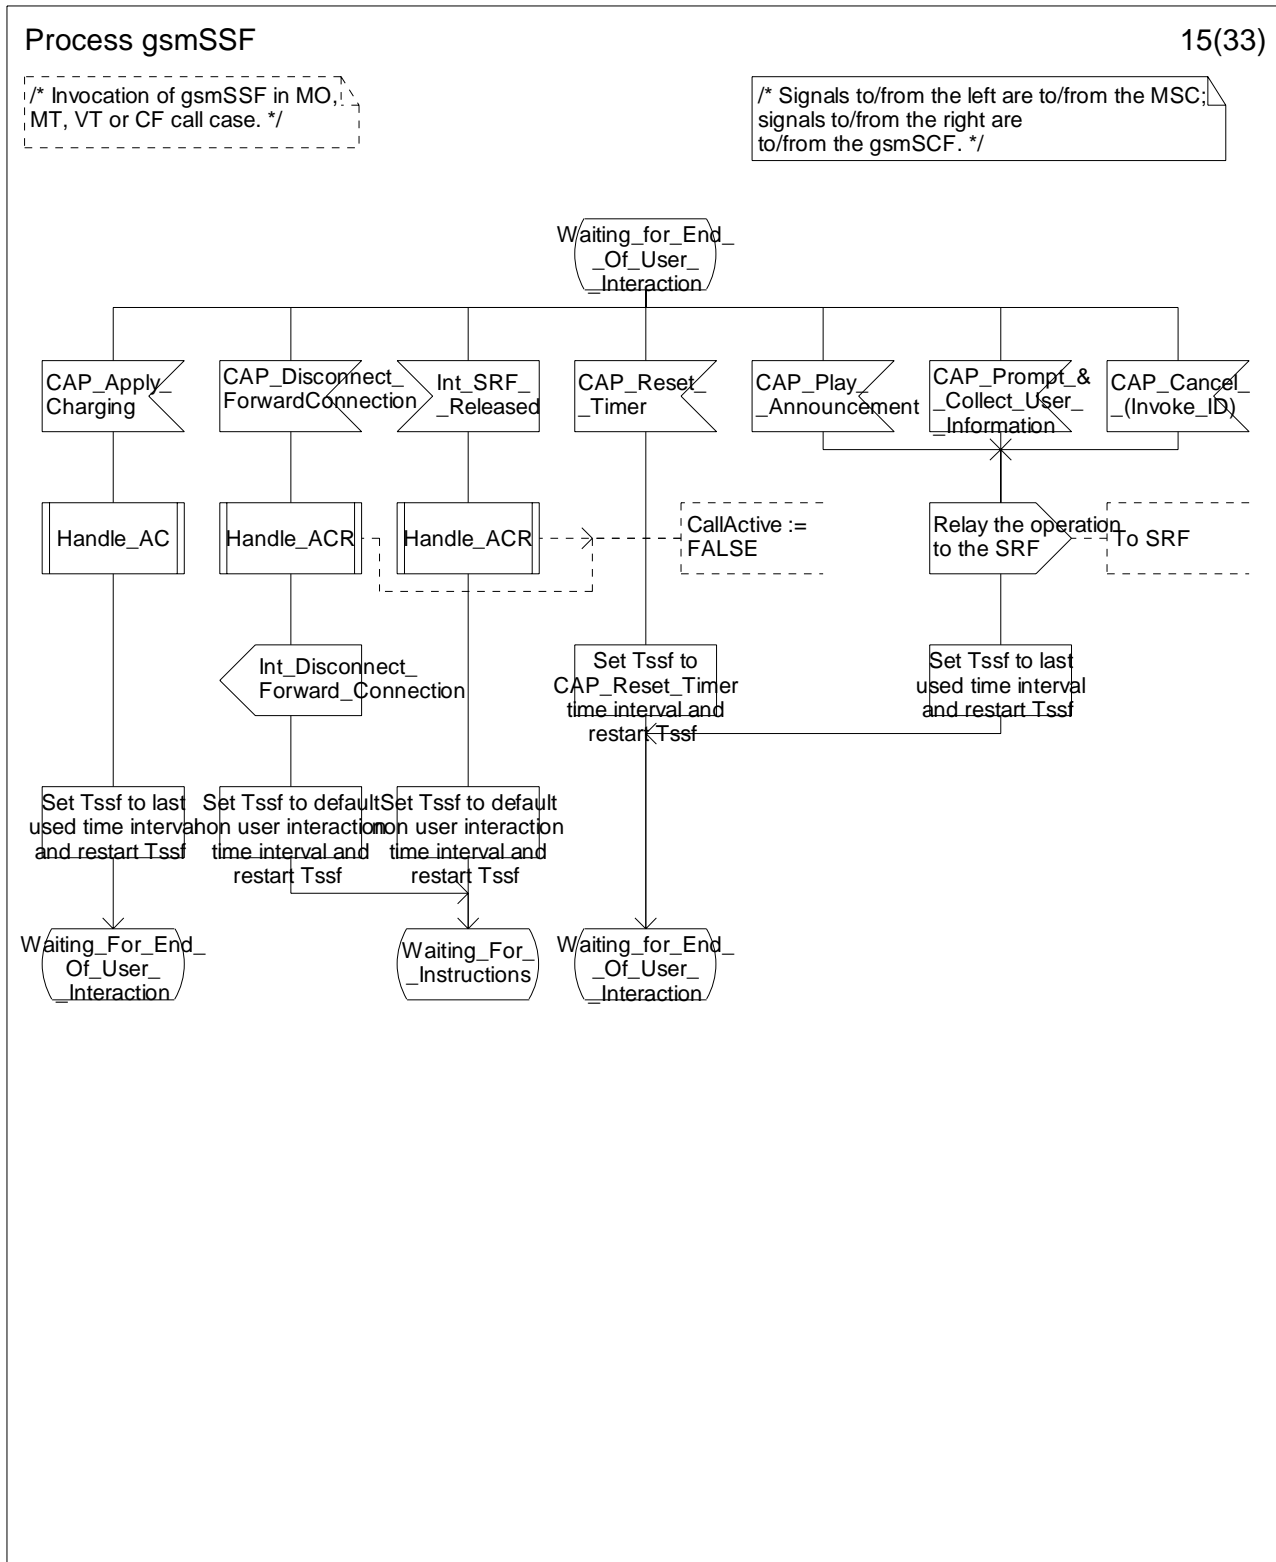 Process gsmSSF
15(33)
/* Invocation of gsmSSF in MO,
MT, VT or CF call case. */
/* Signals to/from the left are to/from the MSC;
signals to/from the right are
to/from the gsmSCF. */
Waiting_for_End_
_Of_User_
_Interaction
CAP_Apply_
_Charging
CAP_Disconnect_
_ForwardConnection
Int_SRF_
_Released
CAP_Reset_
_Timer
CAP_Play_
_Announcement
CAP_Prompt_&
_Collect_User_
_Information
CAP_Cancel_
_(Invoke_ID)
Handle_AC
Handle_ACR
Handle_ACR
CallActive :=
FALSE
Relay the operation
to the SRF
To SRF
Int_Disconnect_
_Forward_Connection
Set Tssf to
CAP_Reset_Timer
time interval and
restart Tssf
Set Tssf to last
used time interval
and restart Tssf
Set Tssf to last
used time interval
and restart Tssf
Set Tssf to default
non user interaction
time interval and
restart Tssf
Set Tssf to default
non user interaction
time interval and
restart Tssf
Waiting_For_End_
_Of_User_
_Interaction
Waiting_For_
_Instructions
Waiting_for_End_
_Of_User_
_Interaction